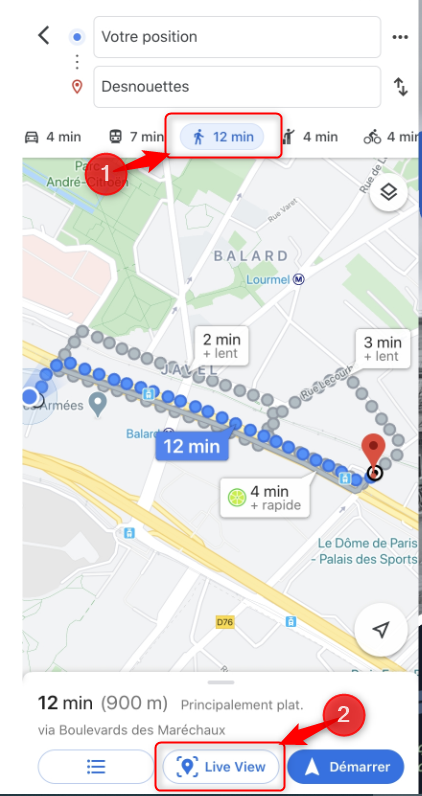 Votre position
Desnouettes
4 min
7 min
12 min
4 min
4 min
1
Parc
André-Citroën
Rue de L
Rue Varet
BALARD
Lourmel M
2 min
+ lent
3 min
+ lent
JAVEL
Rue Lecourbe
Armées
Balard
12 min
4 min
+ rapide
Le Dôme de Paris
- Palais des Sports
D76
12 min (900 m) Principalement plat.
2
via Boulevards des Maréchaux
Live View
Démarrer